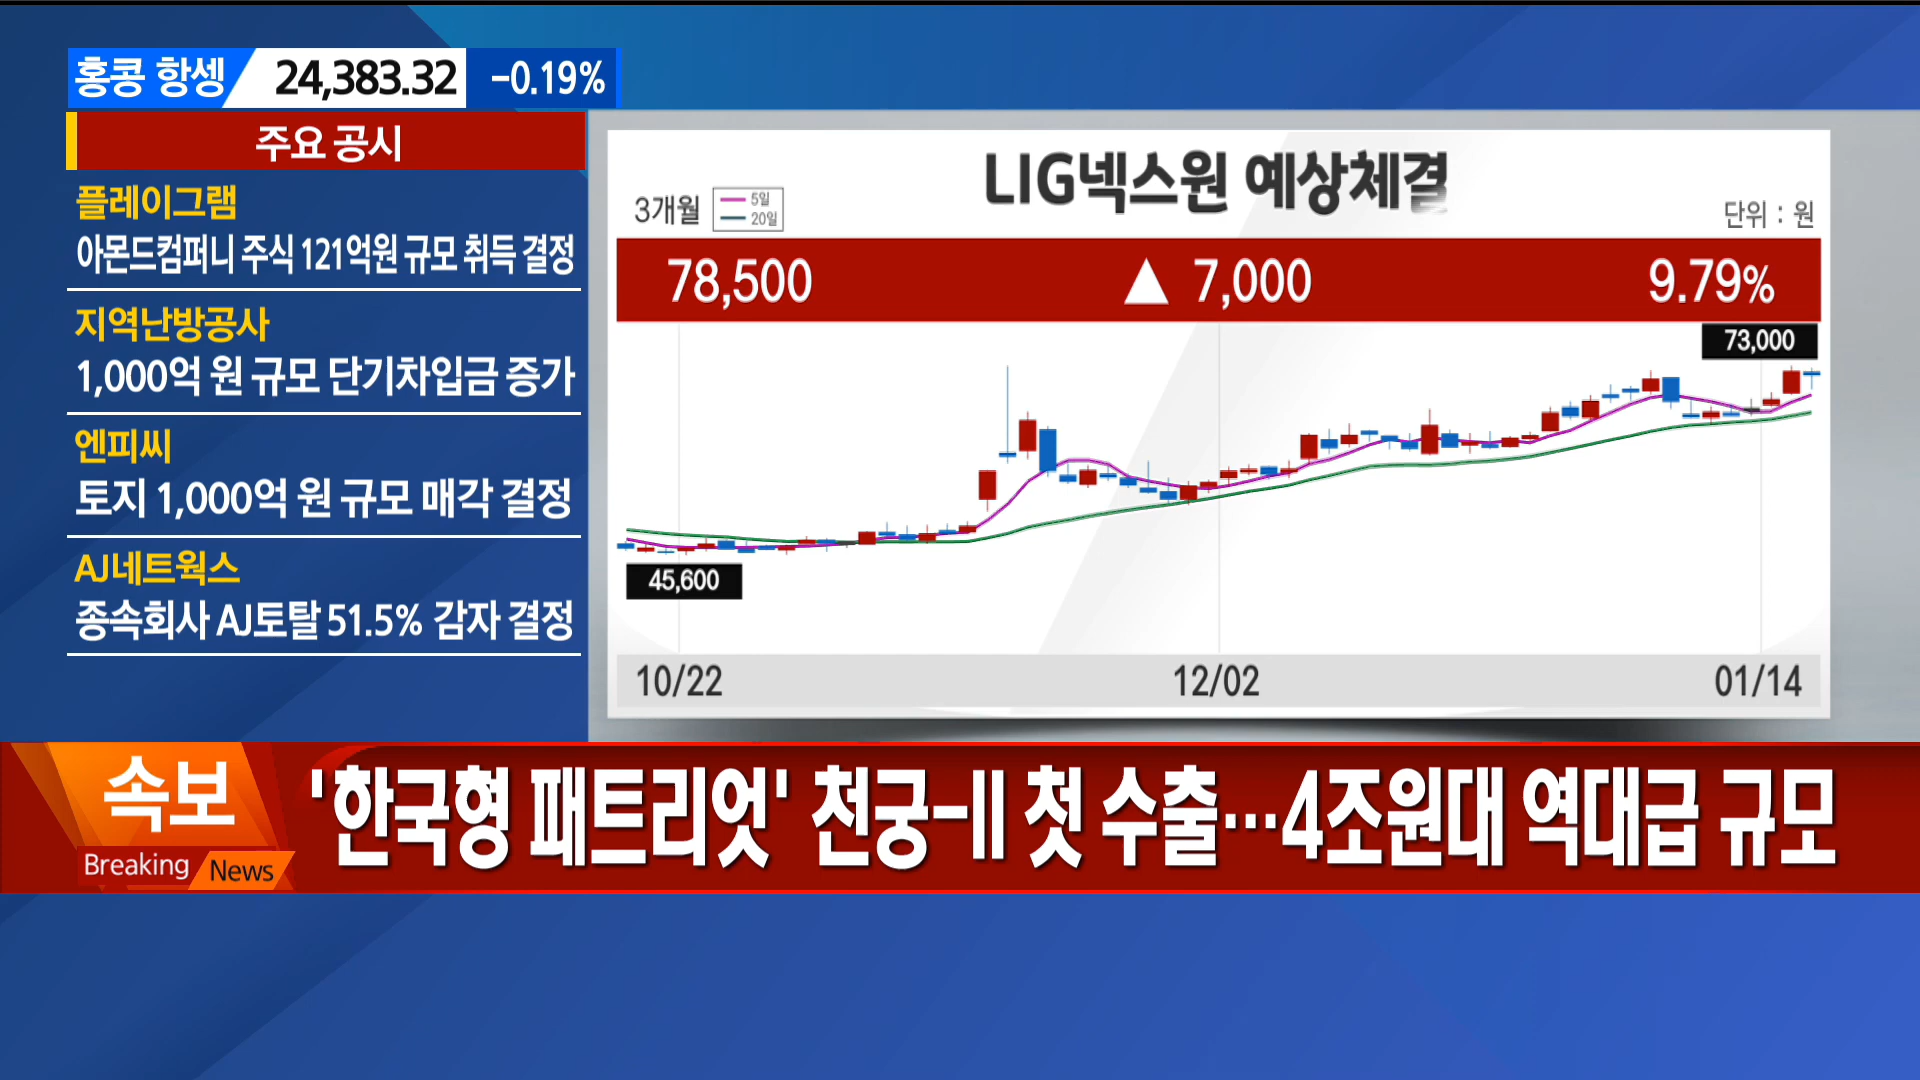 홍콩 항셍 24,383.32 -0.19%
주요 공시
플레이그램
아몬드컴퍼니 주식 121억원 규모 취득 결정
지역난방공사
1,000억 원 규모 단기차입금 증가
엔피씨
토지 1,000억 원 규모 매각 결정
AJ네트웍스
종속회사 AJ토탈 51.5% 감자 결정
LIG넥스원 예상체결
3개월
5일
20일
단위 : 원
78,500 ▲ 7,000 9.79%
73,000
45,600
10/22 12/02 01/14
속보
Breaking News
'한국형 패트리엇' 천궁-II 첫 수출…4조원대 역대급 규모